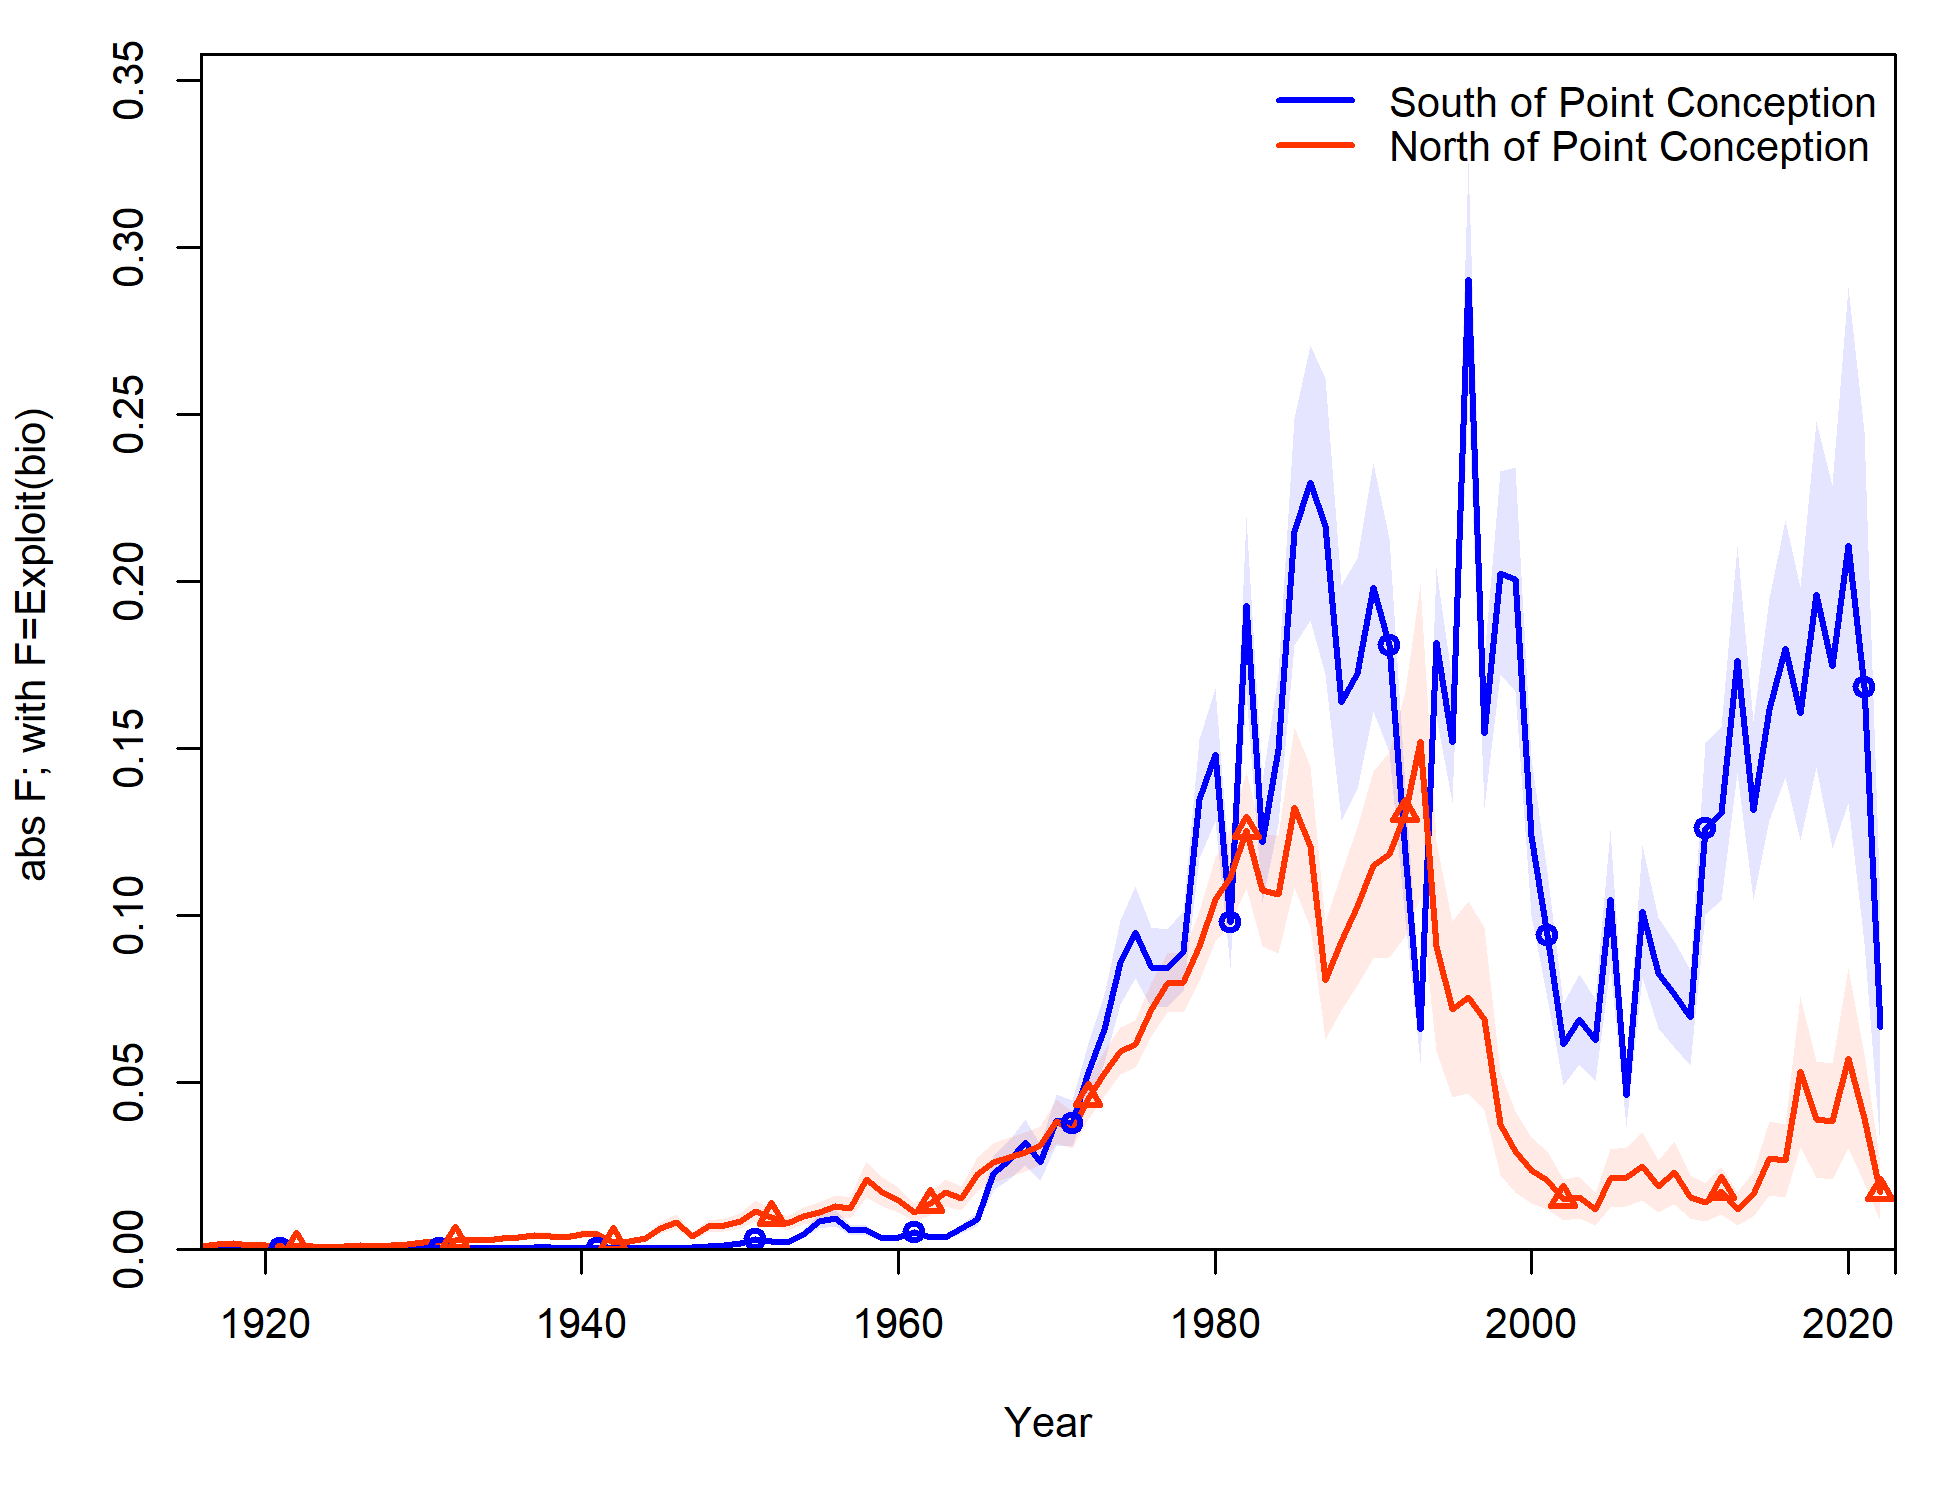 South of Point Conception
North of Point Conception
abs F; with F=Exploit(bio)
0.35
0.30
0.25
0.20
0.15
0.10
0.05
0.00
1920 1940 1960 1980 2000 2020
Year